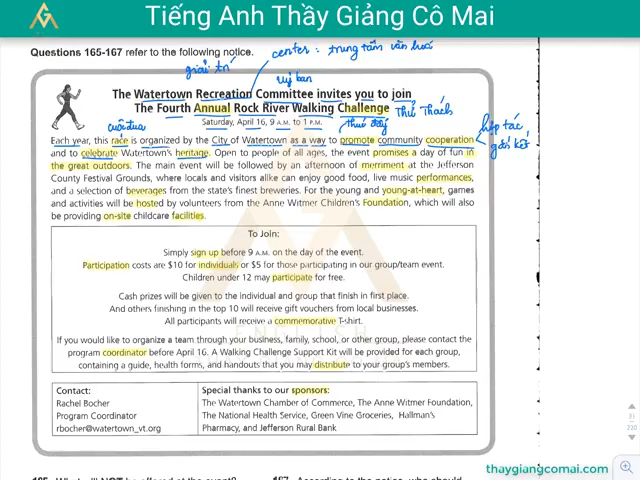 Tiếng Anh Thầy Giảng Cô Mai
Questions 165-167 refer to the following notice.
center : trung tâm văn hoá
giải trí
uỷ ban
The Watertown Recreation Committee invites you to join
The Fourth Annual Rock River Walking Challenge
Thử Thách
Saturday, April 16, 9 A.M. to 1 P.M.
cuộc đua
thúc đẩy
hợp tác
gắn kết
Each year, this race is organized by the City of Watertown as a way to promote community cooperation
and to celebrate Watertown's heritage. Open to people of all ages, the event promises a day of fun in
the great outdoors. The main event will be followed by an afternoon of merriment at the Jefferson
County Festival Grounds, where locals and visitors alike can enjoy good food, live music performances,
and a selection of beverages from the state's finest breweries. For the young and young-at-heart, games
and activities will be hosted by volunteers from the Anne Witmer Children's Foundation, which will also
be providing on-site childcare facilities.
To Join:
Simply sign up before 9 A.M. on the day of the event.
Participation costs are $10 for individuals or $5 for those participating in our group/team event.
Children under 12 may participate for free.
Cash prizes will be given to the individual and group that finish in first place.
And others finishing in the top 10 will receive gift vouchers from local businesses.
All participants will receive a commemorative T-shirt.
ENGLISH
If you would like to organize a team through your business, family, school, or other group, please contact the
program coordinator before April 16. A Walking Challenge Support Kit will be provided for each group,
containing a guide, health forms, and handouts that you may distribute to your group's members.
Contact:
Rachel Bocher
Program Coordinator
rbocher@watertown_vt.org
Special thanks to our sponsors:
The Watertown Chamber of Commerce, The Anne Witmer Foundation,
The National Health Service, Green Vine Groceries, Hallman's
Pharmacy, and Jefferson Rural Bank
31
220
thaygiangcomai.com